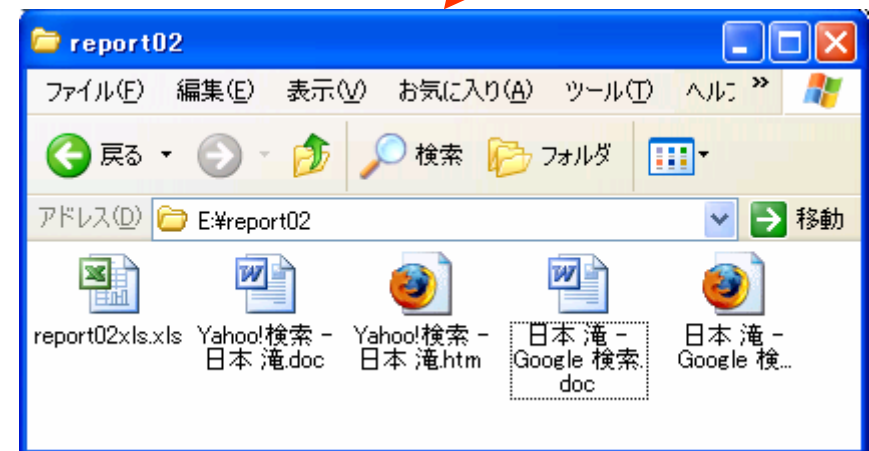 report02
ファイル(F) 編集(E) 表示(V) お気に入り(A) ツール(T) ヘルプ »
戻る 検索 フォルダ
アドレス(D) E:¥report02 移動
report02xls.xls
Yahoo!検索 -
日本 滝.doc
Yahoo!検索 -
日本 滝.htm
日本 滝 -
Google 検索.
doc
日本 滝 -
Google 検...